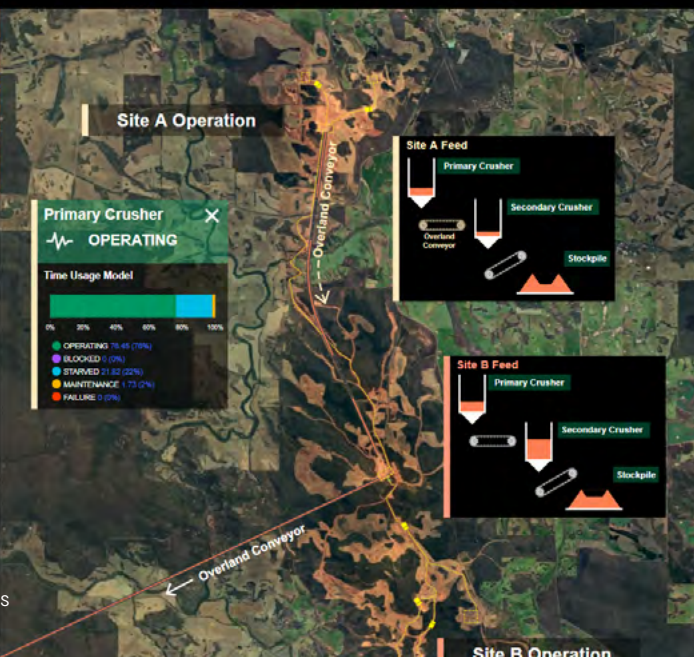 Site A Operation
Site A Feed
Primary Crusher
Secondary Crusher
Overland
Conveyor
Stockpile
Overland Conveyor
Primary Crusher
OPERATING
Time Usage Model
0% 20% 40% 60% 80% 100%
OPERATING 76.45 (76%)
BLOCKED 0 (0%)
STARVED 21.82 (22%)
MAINTENANCE 1.73 (2%)
FAILURE 0 (0%)
Site B Feed
Primary Crusher
Secondary Crusher
Stockpile
Overland Conveyor
s
Site B Operation